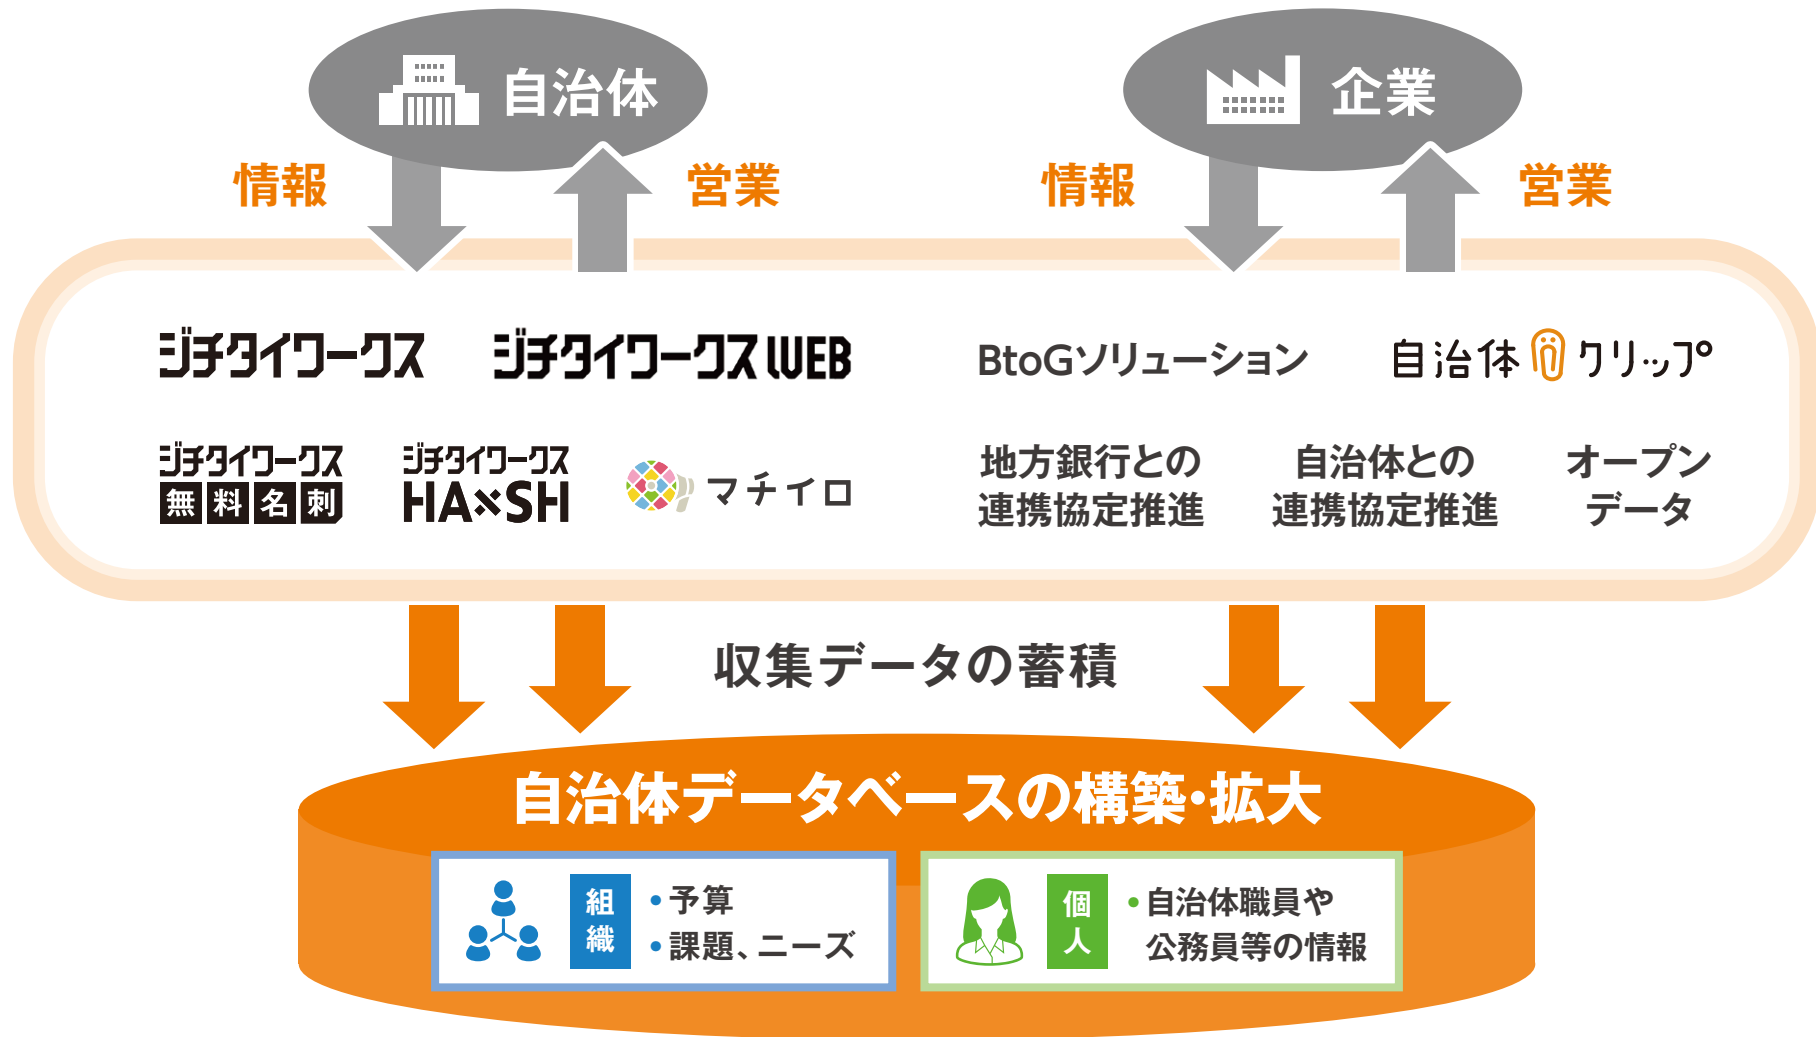 自治体
企業
情報
営業
情報
営業
ジチタイワークス
ジチタイワークス WEB
BtoGソリューション
自治体クリップ
ジチタイワークス
無料名刺
ジチタイワークス
HA×SH
マチイロ
地方銀行との
連携協定推進
自治体との
連携協定推進
オープン
データ
収集データの蓄積
自治体データベースの構築・拡大
組織
・予算
・課題、ニーズ
個人
・自治体職員や
公務員等の情報